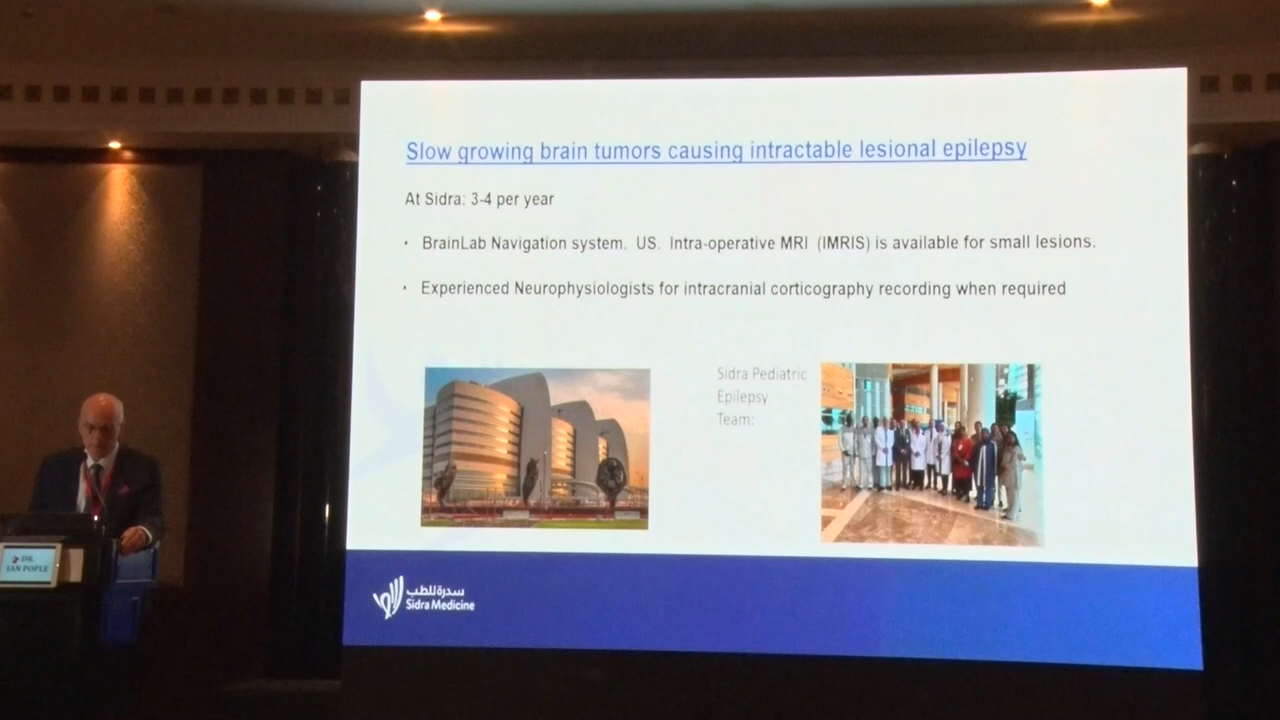 Slow growing brain tumors causing intractable lesional epilepsy
At Sidra: 3-4 per year
• BrainLab Navigation system. US. Intra-operative MRI (IMRIS) is available for small lesions.
• Experienced Neurophysiologists for intracranial corticography recording when required
Sidra Pediatric
Epilepsy
Team:
DR.
IAN POPLE
سدرة للطب
Sidra Medicine